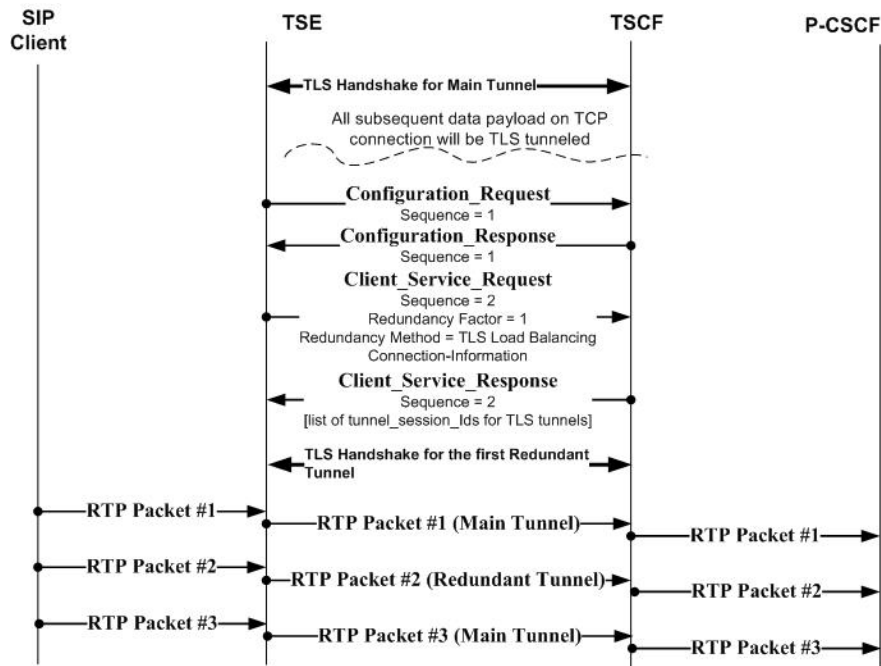 SIP
Client
TSE
TSCF
P-CSCF
TLS Handshake for Main Tunnel
All subsequent data payload on TCP
connection will be TLS tunneled
Configuration_Request
Sequence = 1
Configuration_Response
Sequence = 1
Client_Service_Request
Sequence = 2
Redundancy Factor = 1
Redundancy Method = TLS Load Balancing
Connection-Information
Client_Service_Response
Sequence = 2
[list of tunnel_session_Ids for TLS tunnels]
TLS Handshake for the first Redundant
Tunnel
RTP Packet #1
RTP Packet #1 (Main Tunnel)
RTP Packet #1
RTP Packet #2
RTP Packet #2 (Redundant Tunnel)
RTP Packet #2
RTP Packet #3
RTP Packet #3 (Main Tunnel)
RTP Packet #3